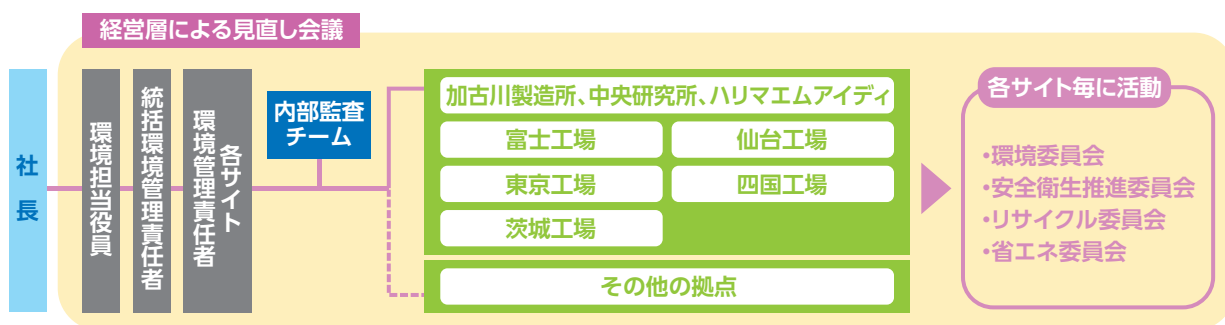 経営層による見直し会議
社長
環境担当役員
統括環境管理責任者
各サイト
環境管理責任者
内部監査
チーム
加古川製造所、中央研究所、ハリマエムアイディ
富士工場
仙台工場
東京工場
四国工場
茨城工場
その他の拠点
各サイト毎に活動
・環境委員会
・安全衛生推進委員会
・リサイクル委員会
・省エネ委員会